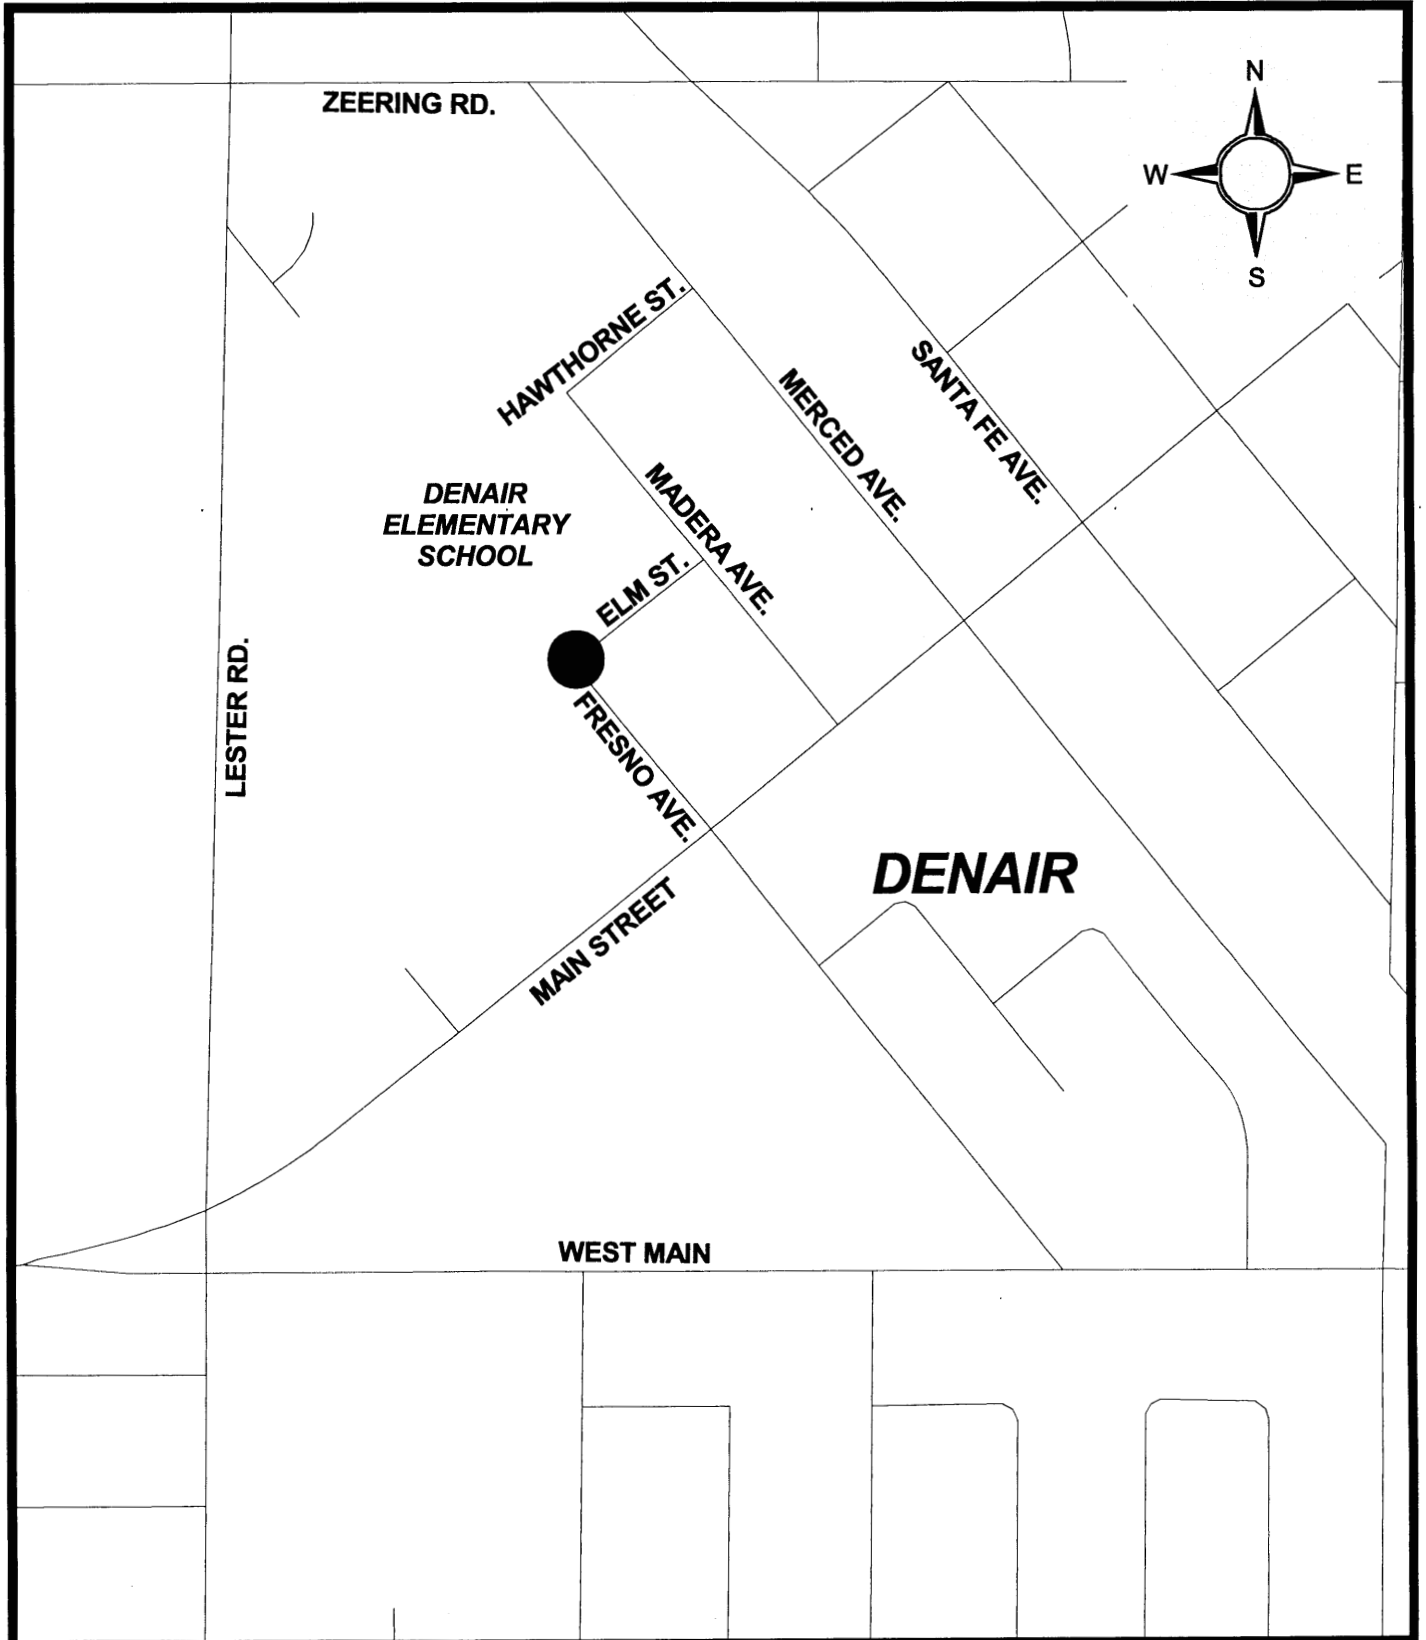 N
ZEERING RD.
W
E
S
HAWTHORNE ST.
SANTA FE AVE.
MERCED AVE.
MADERA AVE.
DENAIR
ELEMENTARY
SCHOOL
ELM ST.
LESTER RD.
FRESNO AVE.
DENAIR
MAIN STREET
WEST MAIN